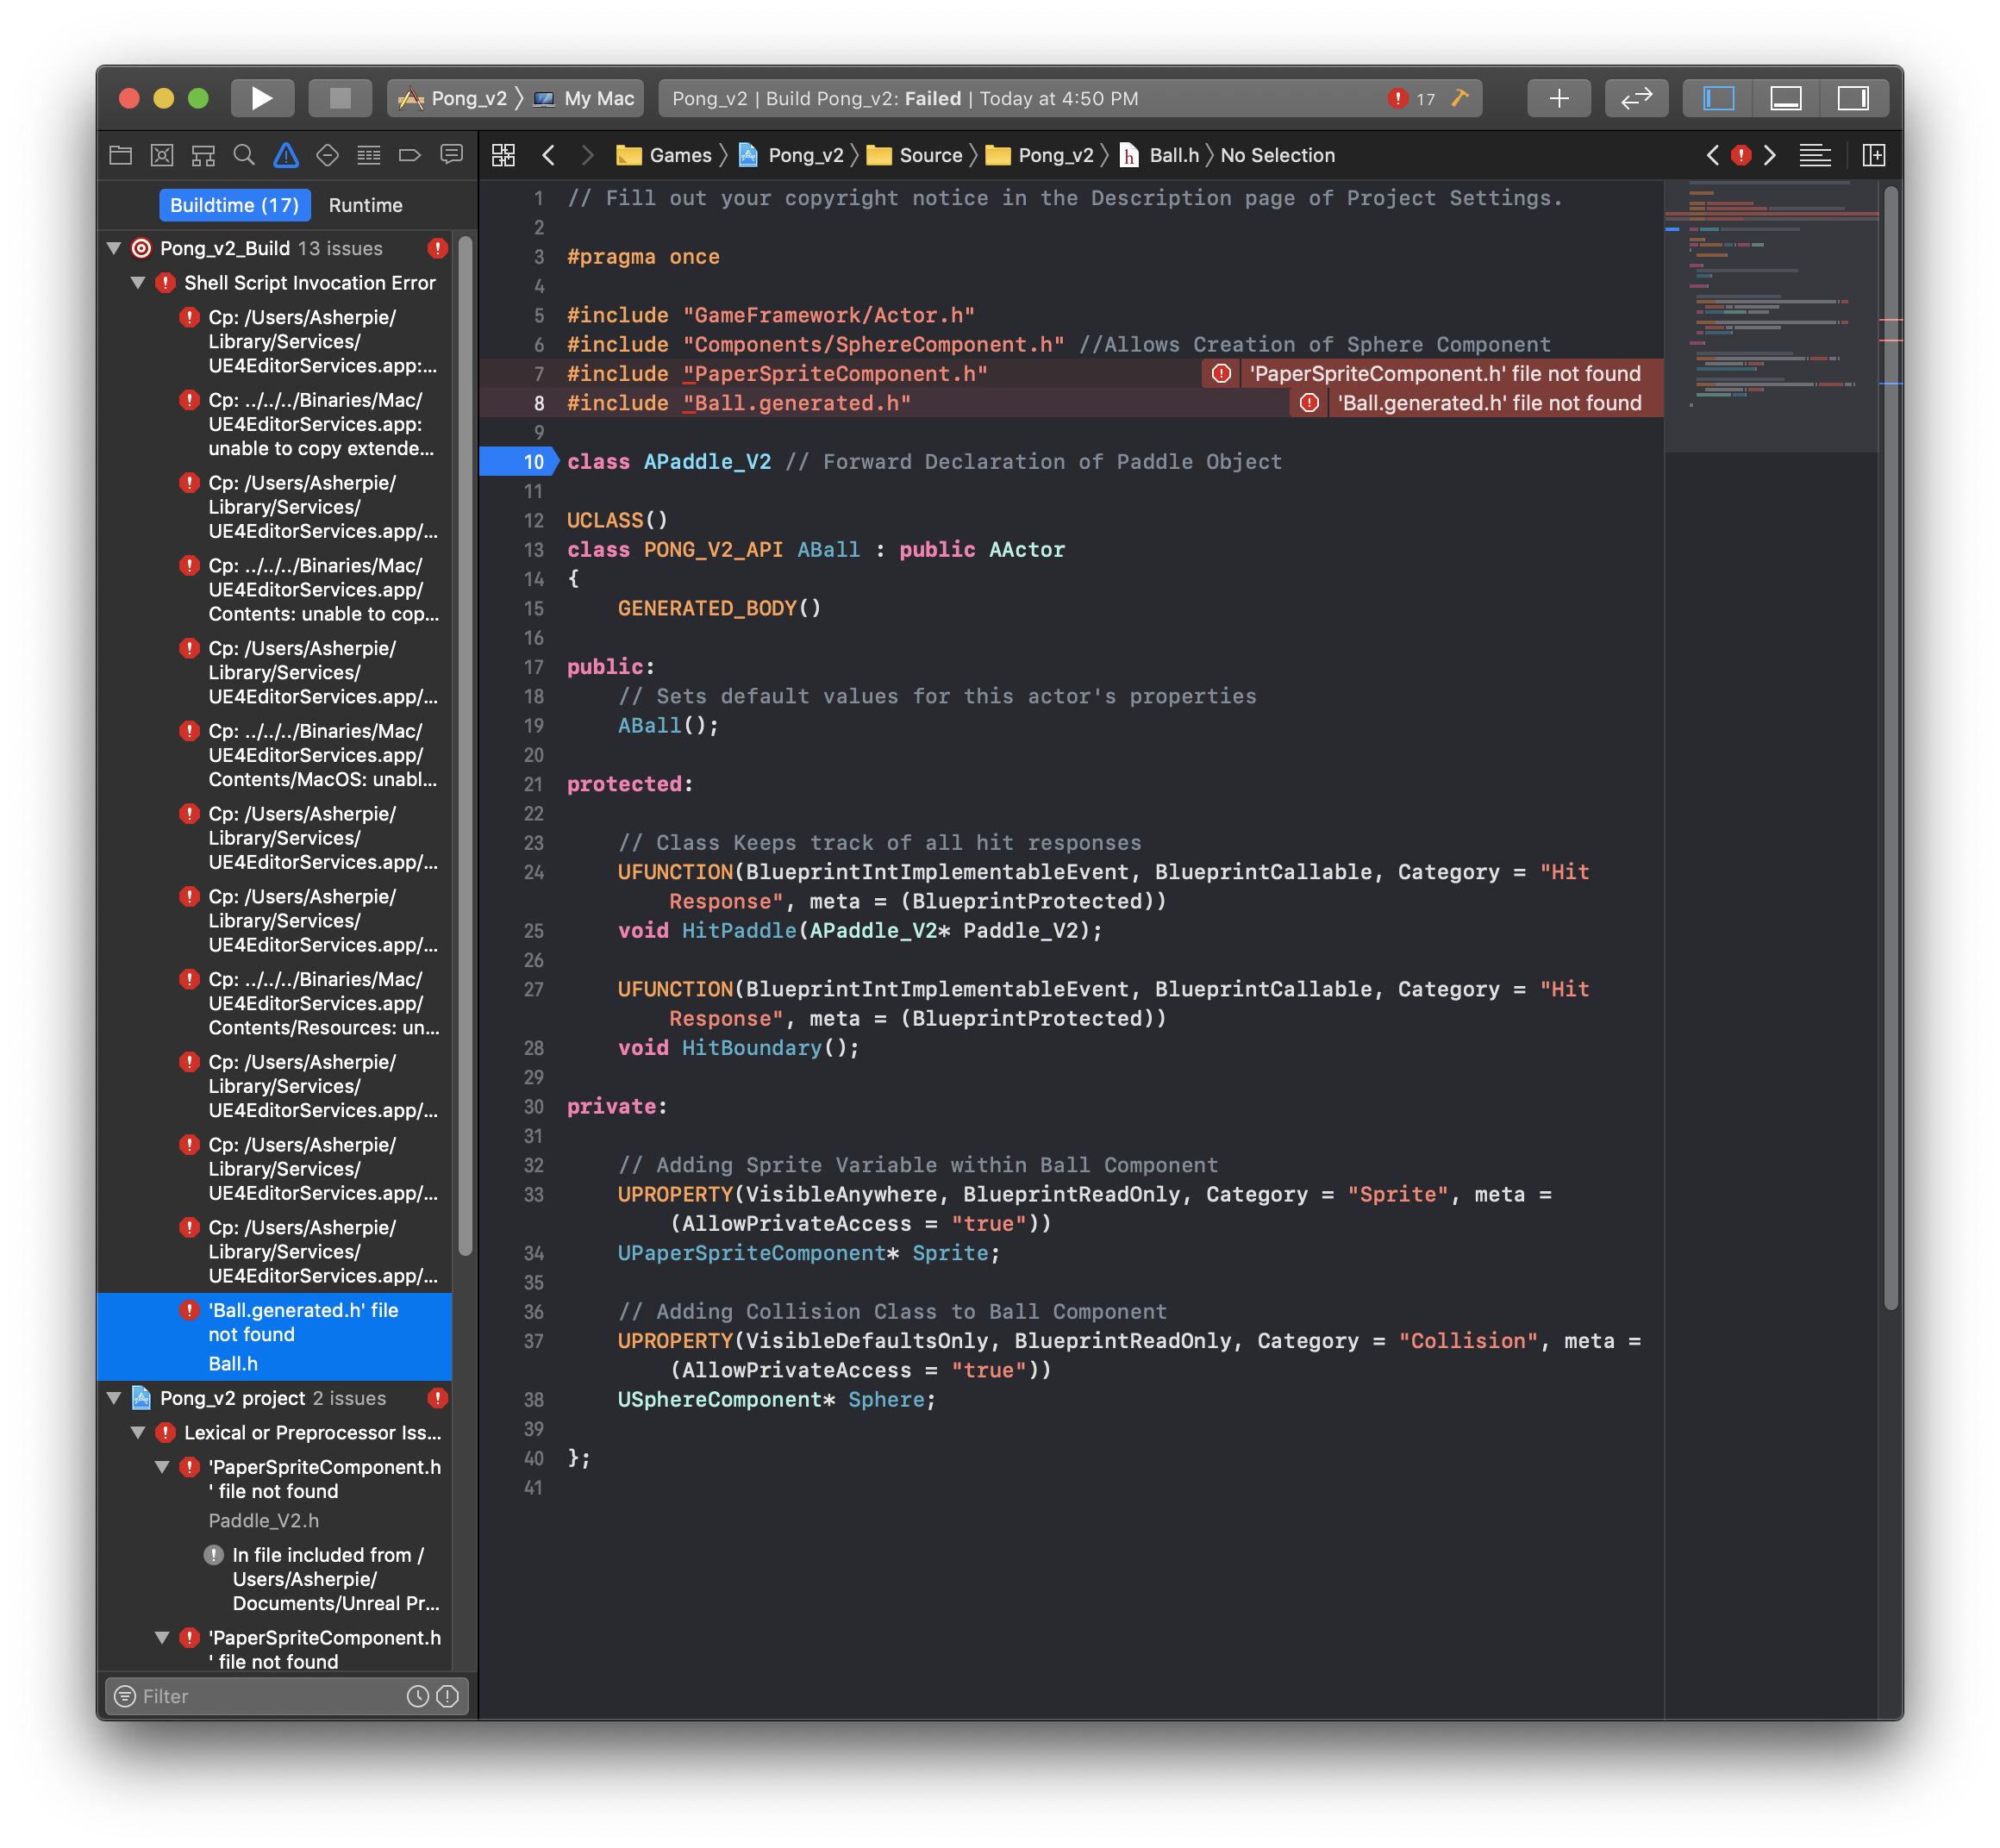 Pong_v2 〉 My Mac
Pong_v2 | Build Pong_v2: Failed | Today at 4:50 PM
17
Games 〉 Pong_v2 〉 Source 〉 Pong_v2 〉 h Ball.h 〉 No Selection
Buildtime (17) Runtime
Pong_v2_Build 13 issues
Shell Script Invocation Error
Cp: /Users/Asherpie/
Library/Services/
UE4EditorServices.app:...
Cp: ../../../Binaries/Mac/
UE4EditorServices.app:
unable to copy extende...
Cp: /Users/Asherpie/
Library/Services/
UE4EditorServices.app/...
Cp: ../../../Binaries/Mac/
UE4EditorServices.app/
Contents: unable to cop...
Cp: /Users/Asherpie/
Library/Services/
UE4EditorServices.app/...
Cp: ../../../Binaries/Mac/
UE4EditorServices.app/
Contents/MacOS: unabl...
Cp: /Users/Asherpie/
Library/Services/
UE4EditorServices.app/...
Cp: /Users/Asherpie/
Library/Services/
UE4EditorServices.app/...
Cp: ../../../Binaries/Mac/
UE4EditorServices.app/
Contents/Resources: un...
Cp: /Users/Asherpie/
Library/Services/
UE4EditorServices.app/...
Cp: /Users/Asherpie/
Library/Services/
UE4EditorServices.app/...
Cp: /Users/Asherpie/
Library/Services/
UE4EditorServices.app/...
'Ball.generated.h' file
not found
Ball.h
Pong_v2 project 2 issues
Lexical or Preprocessor Iss...
'PaperSpriteComponent.h
' file not found
Paddle_V2.h
In file included from /
Users/Asherpie/
Documents/Unreal Pr...
'PaperSpriteComponent.h
' file not found
Filter
1 // Fill out your copyright notice in the Description page of Project Settings.
2
3 #pragma once
4
5 #include "GameFramework/Actor.h"
6 #include "Components/SphereComponent.h" //Allows Creation of Sphere Component
7 #include "PaperSpriteComponent.h" 'PaperSpriteComponent.h' file not found
8 #include "Ball.generated.h" 'Ball.generated.h' file not found
9
10 class APaddle_V2 // Forward Declaration of Paddle Object
11
12 UCLASS()
13 class PONG_V2_API ABall : public AActor
14 {
15 GENERATED_BODY()
16
17 public:
18 // Sets default values for this actor's properties
19 ABall();
20
21 protected:
22
23 // Class Keeps track of all hit responses
24 UFUNCTION(BlueprintIntImplementableEvent, BlueprintCallable, Category = "Hit
Response", meta = (BlueprintProtected))
25 void HitPaddle(APaddle_V2* Paddle_V2);
26
27 UFUNCTION(BlueprintIntImplementableEvent, BlueprintCallable, Category = "Hit
Response", meta = (BlueprintProtected))
28 void HitBoundary();
29
30 private:
31
32 // Adding Sprite Variable within Ball Component
33 UPROPERTY(VisibleAnywhere, BlueprintReadOnly, Category = "Sprite", meta =
(AllowPrivateAccess = "true"))
34 UPaperSpriteComponent* Sprite;
35
36 // Adding Collision Class to Ball Component
37 UPROPERTY(VisibleDefaultsOnly, BlueprintReadOnly, Category = "Collision", meta =
(AllowPrivateAccess = "true"))
38 USphereComponent* Sphere;
39
40 };
41